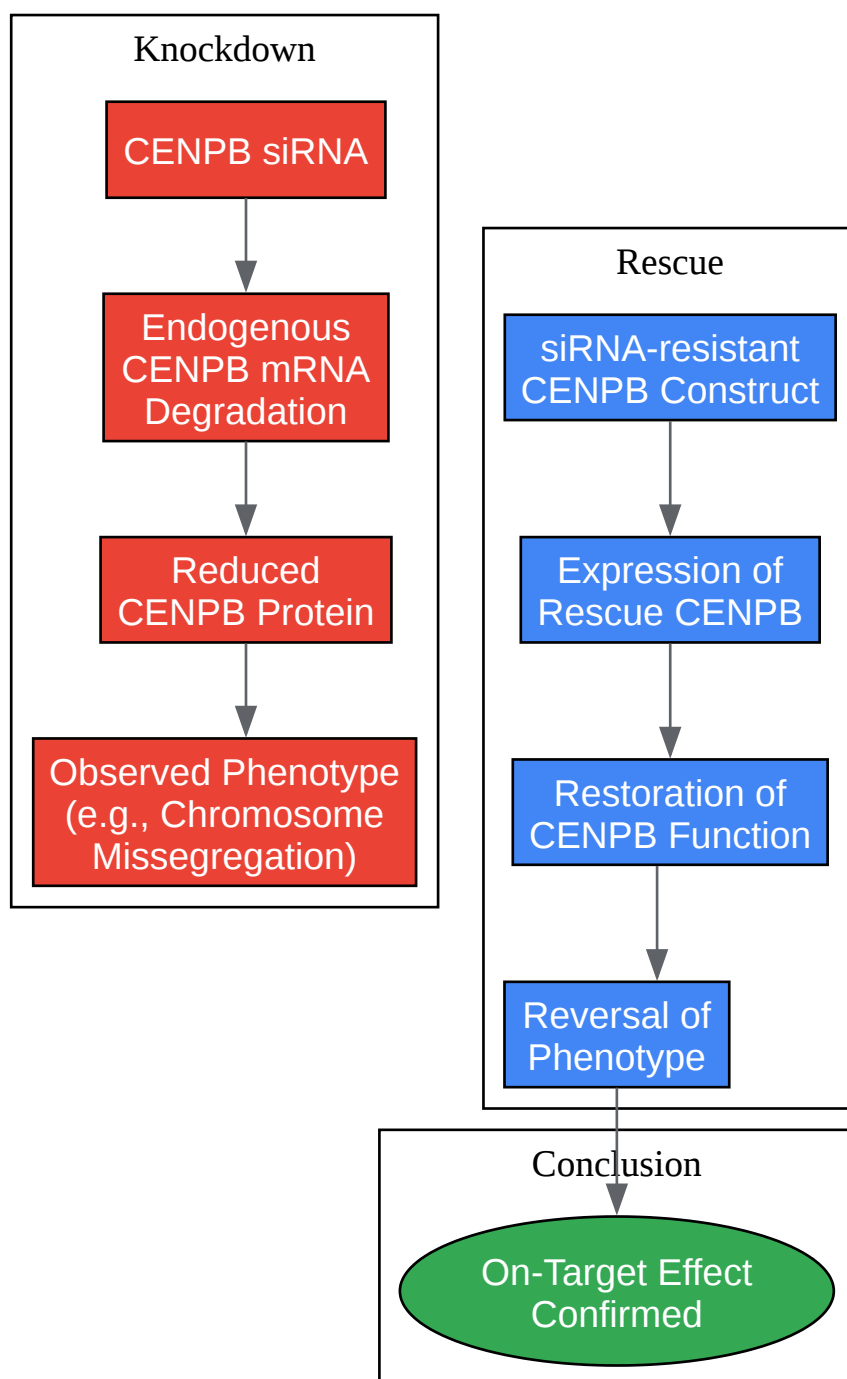 Knockdown
CENPB siRNA
Endogenous
CENPB mRNA
Degradation
Reduced
CENPB Protein
Observed Phenotype
(e.g., Chromosome
Missegregation)
Rescue
siRNA-resistant
CENPB Construct
Expression of
Rescue CENPB
Restoration of
CENPB Function
Reversal of
Phenotype
Conclusion
On-Target Effect
Confirmed